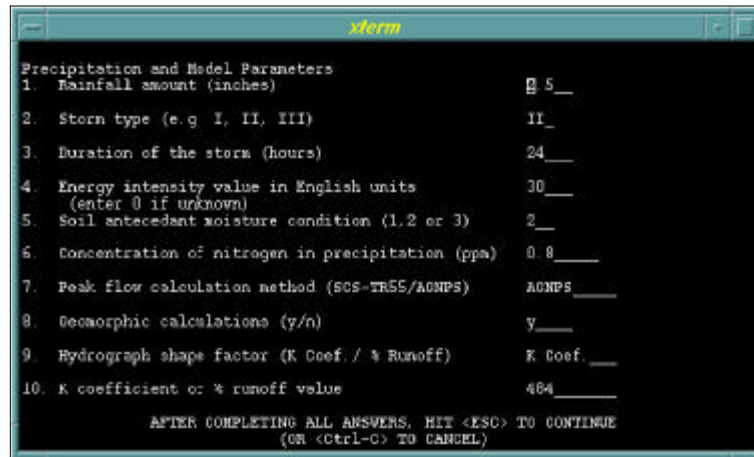 xterm
Precipitation and Model Parameters
1. Rainfall amount (inches) .5__
2. Storm type (e.g I, II, III) II_
3. Duration of the storm (hours) 24___
4. Energy intensity value in English units 30___
(enter 0 if unknown)
5. Soil antecedant moisture condition (1,2 or 3) 2__
6. Concentration of nitrogen in precipitation (ppm) 0.8_____
7. Peak flow calculation method (SCS-TR55/AGNPS) AGNPS_____
8. Geomorphic calculations (y/n) y____
9. Hydrograph shape factor (K Coef./ % Runoff) K Coef.___
10. K coefficient or % runoff value 484_______
AFTER COMPLETING ALL ANSWERS, HIT <ESC> TO CONTINUE
(OR <Ctrl-C> TO CANCEL)